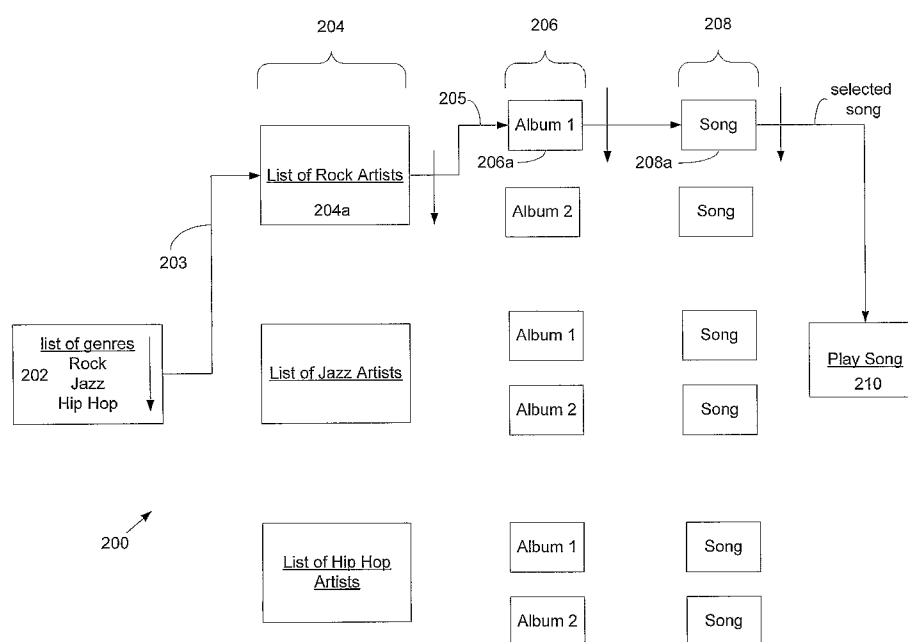 204
206
208
205
selected
song
Album 1
Song
206a
208a
List of Rock Artists
204a
Album 2
Song
203
list of genres
Rock
202
Jazz
Hip Hop
List of Jazz Artists
Album 1
Song
Album 2
Song
Play Song
210
200
List of Hip Hop
Artists
Album 1
Song
Album 2
Song